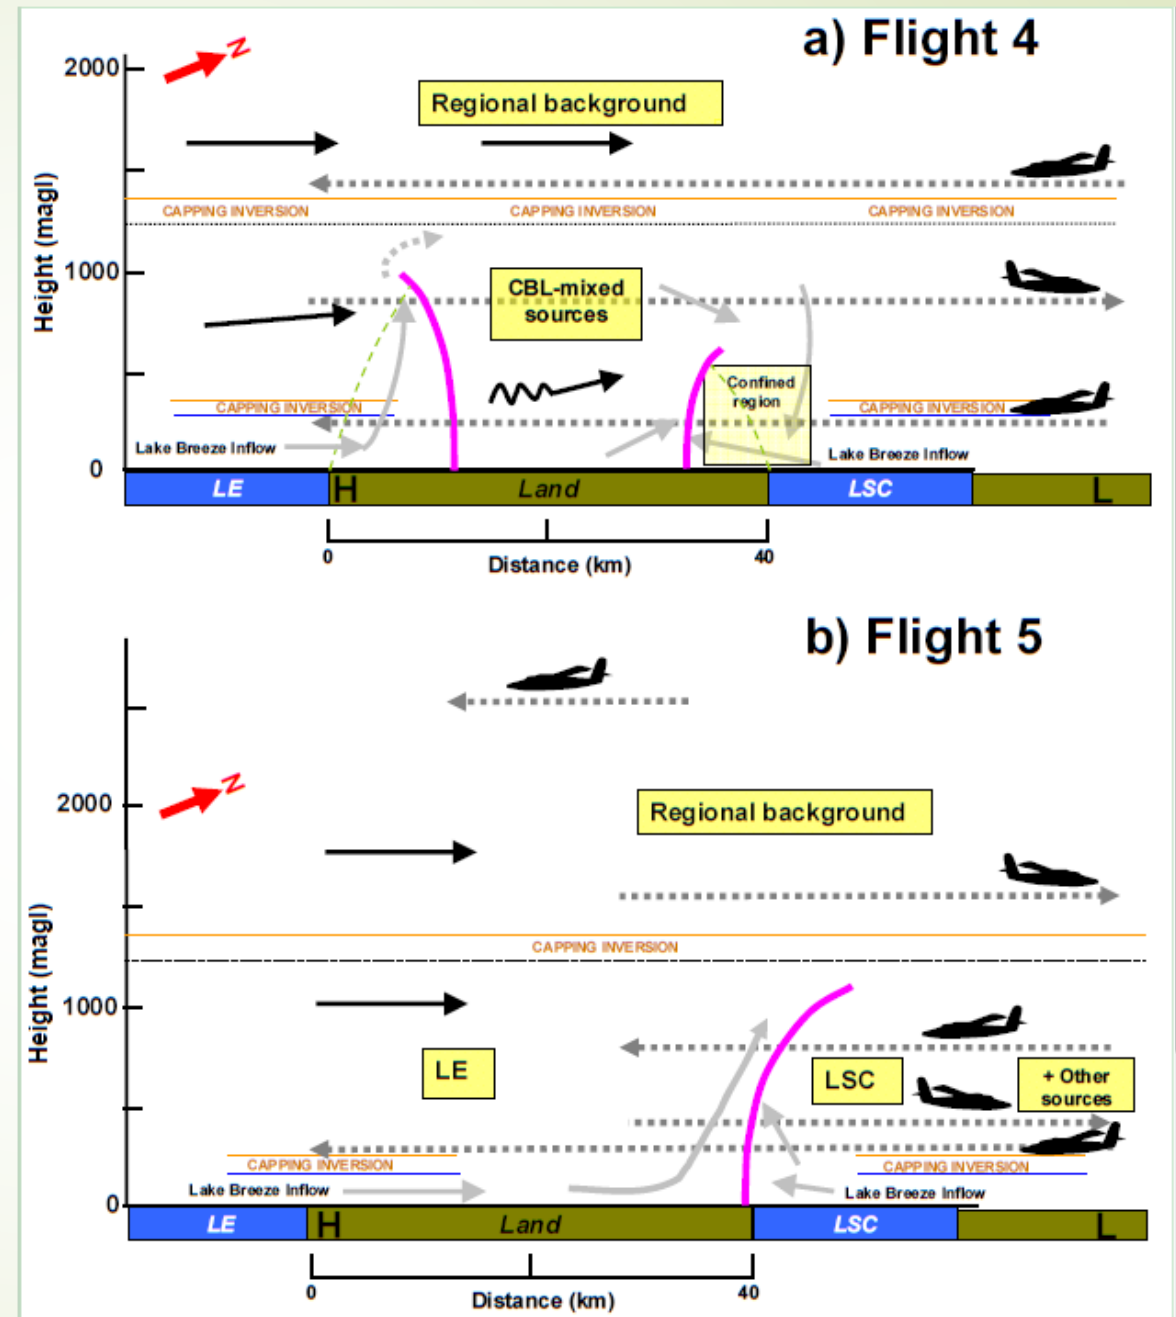 a) Flight 4
N
2000
Regional background
CAPPING INVERSION CAPPING INVERSION CAPPING INVERSION
Height (magl)
1000
CBL-mixed
sources
Confined
region
CAPPING INVERSION CAPPING INVERSION
Lake Breeze Inflow Lake Breeze Inflow
0
LE H Land LSC L
0 40
Distance (km)
b) Flight 5
N
2000
Regional background
Height (magl)
CAPPING INVERSION
1000
LE LSC
+ Other
sources
CAPPING INVERSION CAPPING INVERSION
Lake Breeze Inflow Lake Breeze Inflow
0
LE H Land LSC L
0 40
Distance (km)